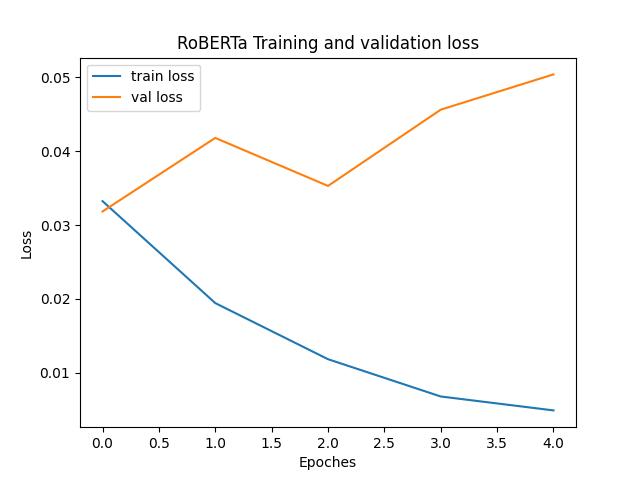 RoBERTa Training and validation loss
train loss
val loss
0.05
0.04
0.03
0.02
0.01
Loss
0.0 0.5 1.0 1.5 2.0 2.5 3.0 3.5 4.0
Epoches